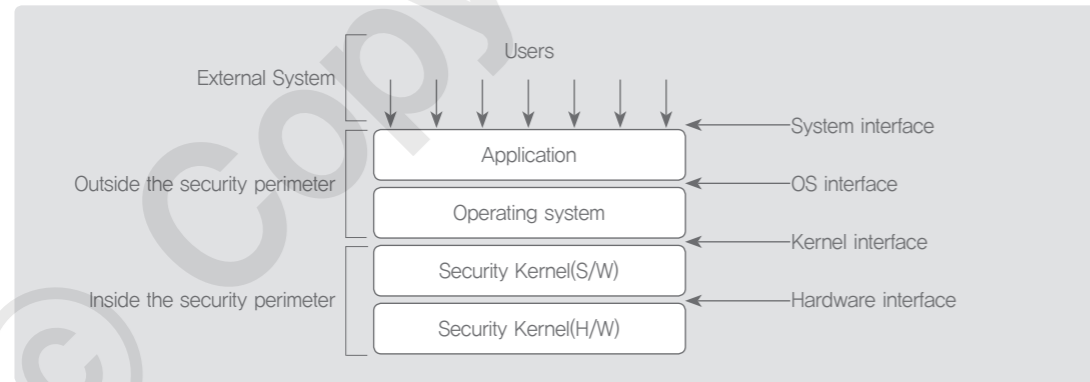 Users
External System
System interface
Application
Outside the security perimeter
OS interface
Operating system
Kernel interface
Security Kernel(S/W)
Inside the security perimeter
Hardware interface
Security Kernel(H/W)
© Copy